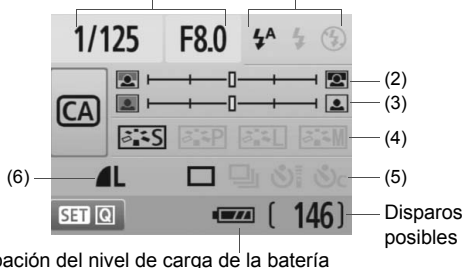 1/125 F8.0 A
(2)
CA (3)
S P L M (4)
(6) L C (5)
SET Q ( 146 ) Disparos posibles
pación del nivel de carga de la batería